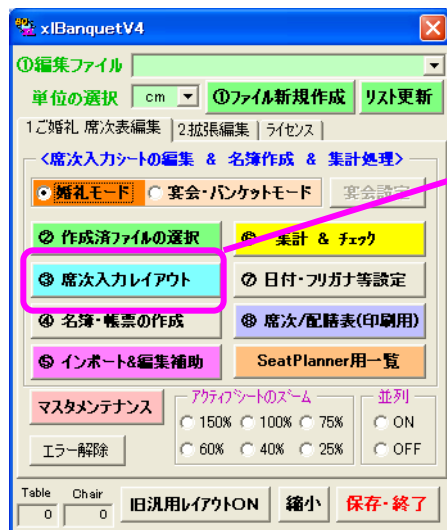 xlBanquetV4
①編集ファイル
単位の選択 cm ①ファイル新規作成 リスト更新
1ご婚礼 席次表編集 2拡張編集 ライセンス
<席次入力シートの編集 & 名簿作成 & 集計処理>
婚礼モード 宴会・バンケットモード 宴会設定
② 作成済ファイルの選択 ⑥ 集計 & チェック
③ 席次入力レイアウト ⑦ 日付・フリガナ等設定
④ 名簿・帳票の作成 ⑧ 席次/配膳表(印刷用)
⑤ インポート&編集補助 SeatPlanner用一覧
マスタメンテナンス アクティブシートのズーム 並列
150% 100% 75% ON
エラー解除 60% 40% 25% OFF
Table Chair
0 0 旧汎用レイアウトON 縮小 保存・終了